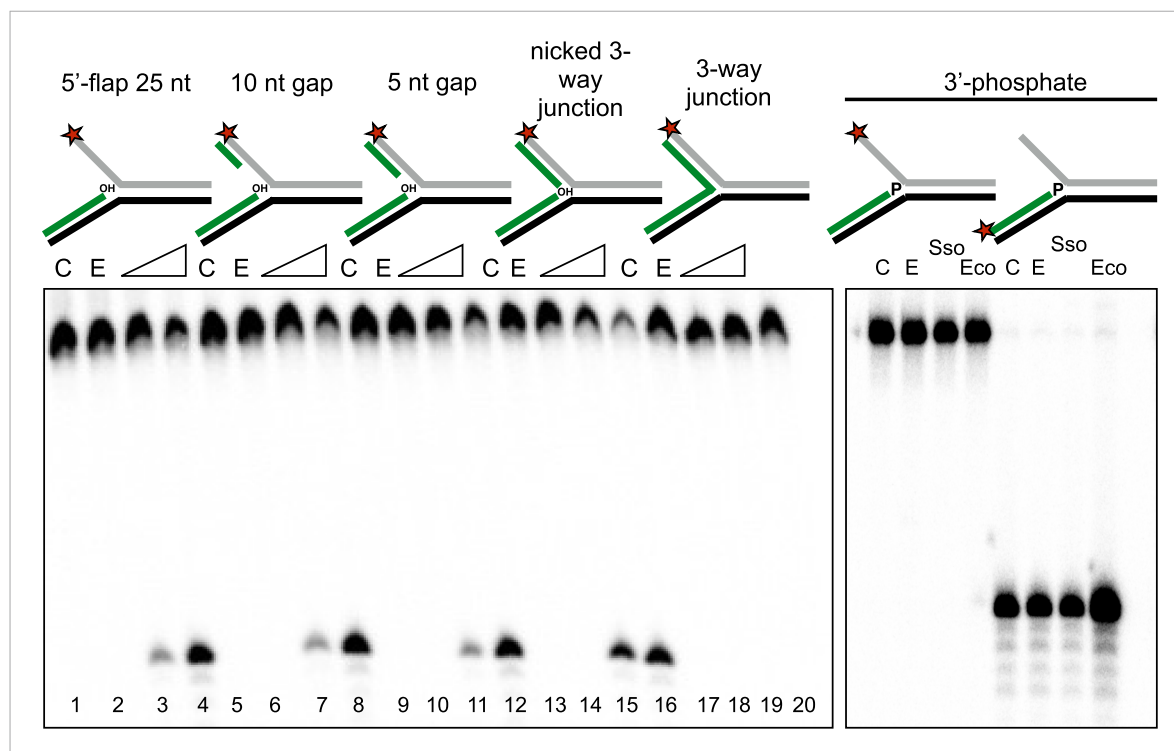 nicked 3-
way
junction
3-way
junction
5'-flap 25 nt
10 nt gap
5 nt gap
3'-phosphate
OH
OH
OH
OH
P
P
C E
C E
C E
C E
C E
Sso
Sso
C E Eco C E Eco
1 2 3 4 5 6 7 8 9 10 11 12 13 14 15 16 17 18 19 20